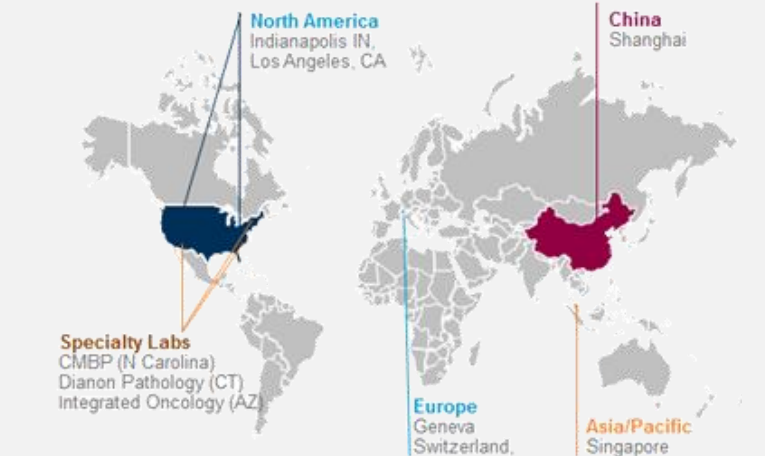 North America
Indianapolis IN,
Los Angeles, CA
China
Shanghai
Specialty Labs
CMBP (N Carolina)
Dianon Pathology (CT)
Integrated Oncology (AZ)
Europe
Geneva
Switzerland,
Asia/Pacific
Singapore